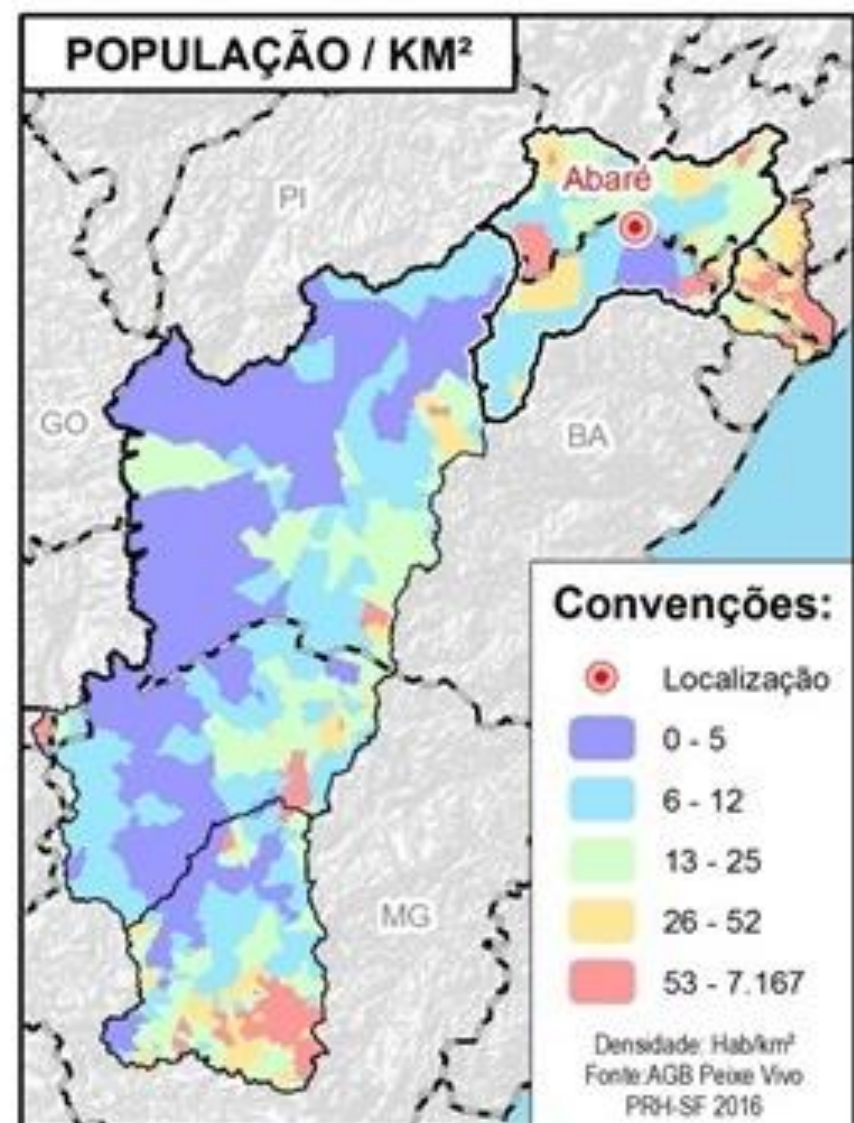 POPULAÇÃO / KM²
PI
Abaré
GO
BA
MG
Convenções:
Localização
0 - 5
6 - 12
13 - 25
26 - 52
53 - 7.167
Densidade: Hab/km²
Fonte:AGB Peixe Vivo
PRH-SF 2016